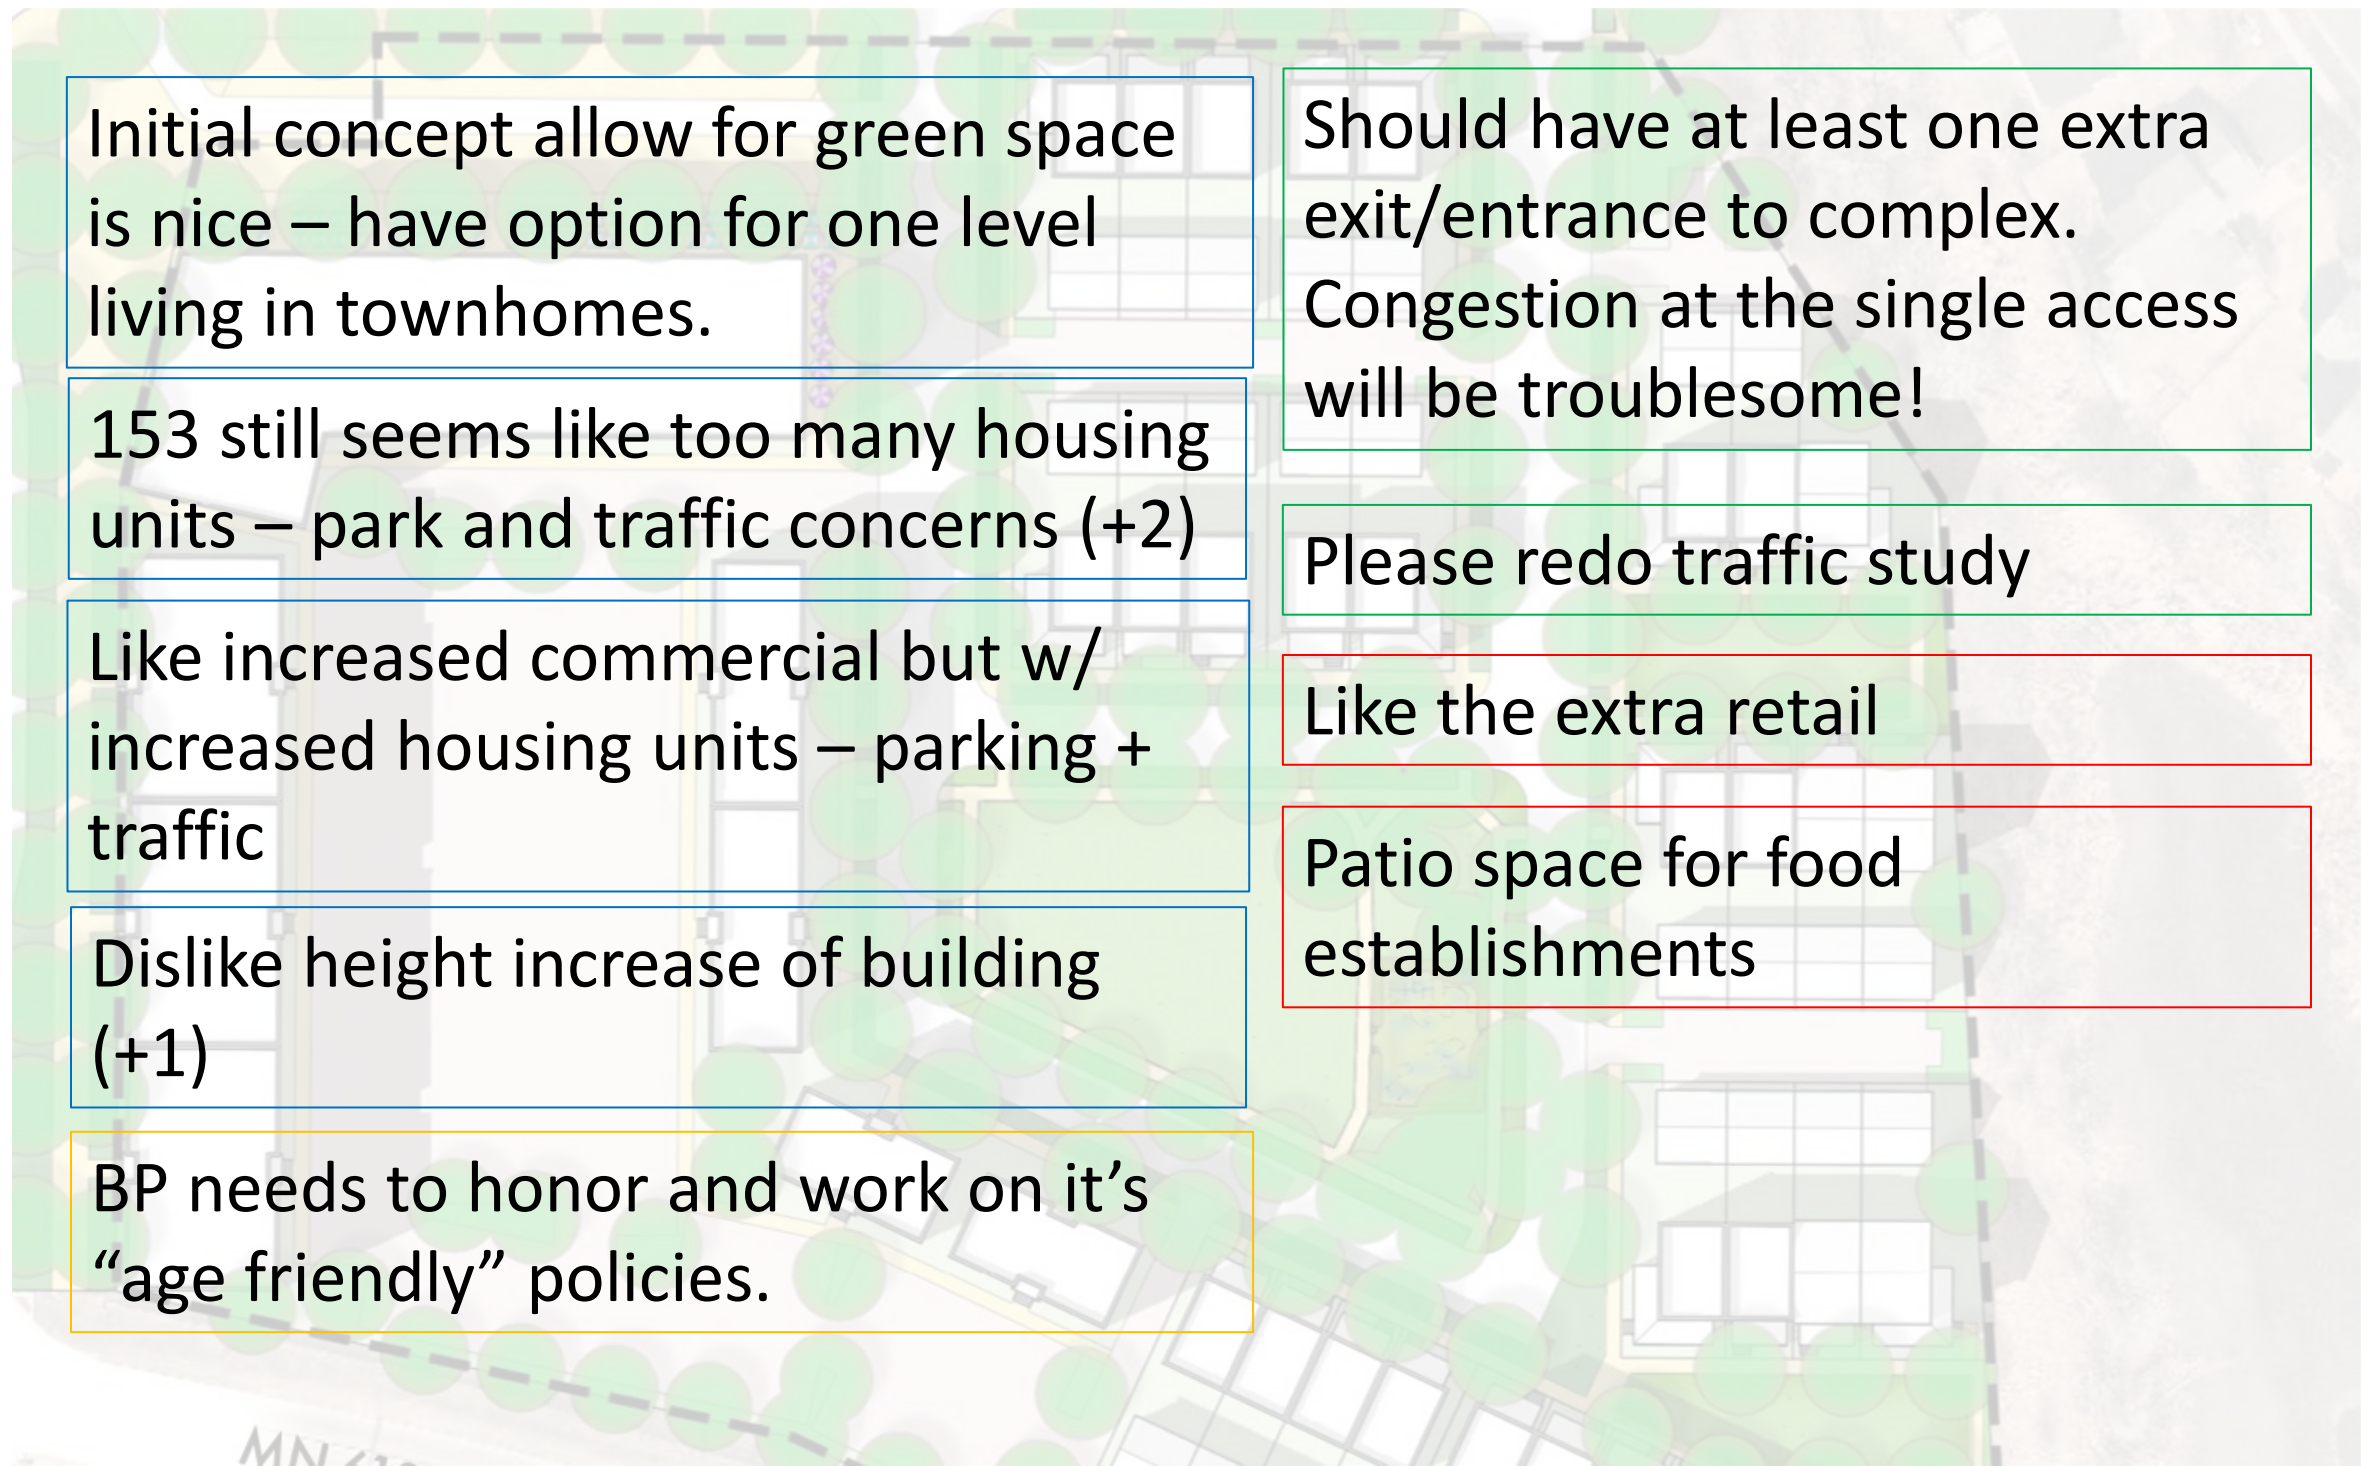 Initial concept allow for green space
is nice – have option for one level
living in townhomes.
153 still seems like too many housing
units – park and traffic concerns (+2)
Like increased commercial but w/
increased housing units – parking +
traffic
Dislike height increase of building
(+1)
BP needs to honor and work on it’s
“age friendly” policies.
Should have at least one extra
exit/entrance to complex.
Congestion at the single access
will be troublesome!
Please redo traffic study
Like the extra retail
Patio space for food
establishments
MN